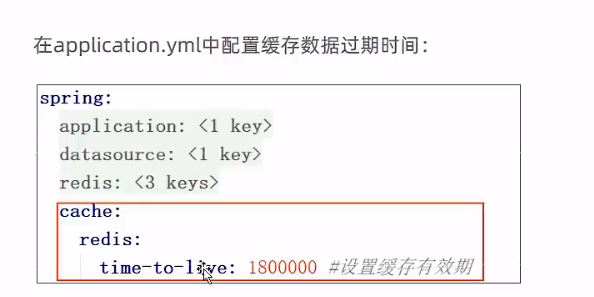 在application.yml中配置缓存数据过期时间：
spring:
  application: <1 key>
  datasource: <1 key>
  redis: <3 keys>
  cache:
    redis:
      time-to-live: 1800000 #设置缓存有效期